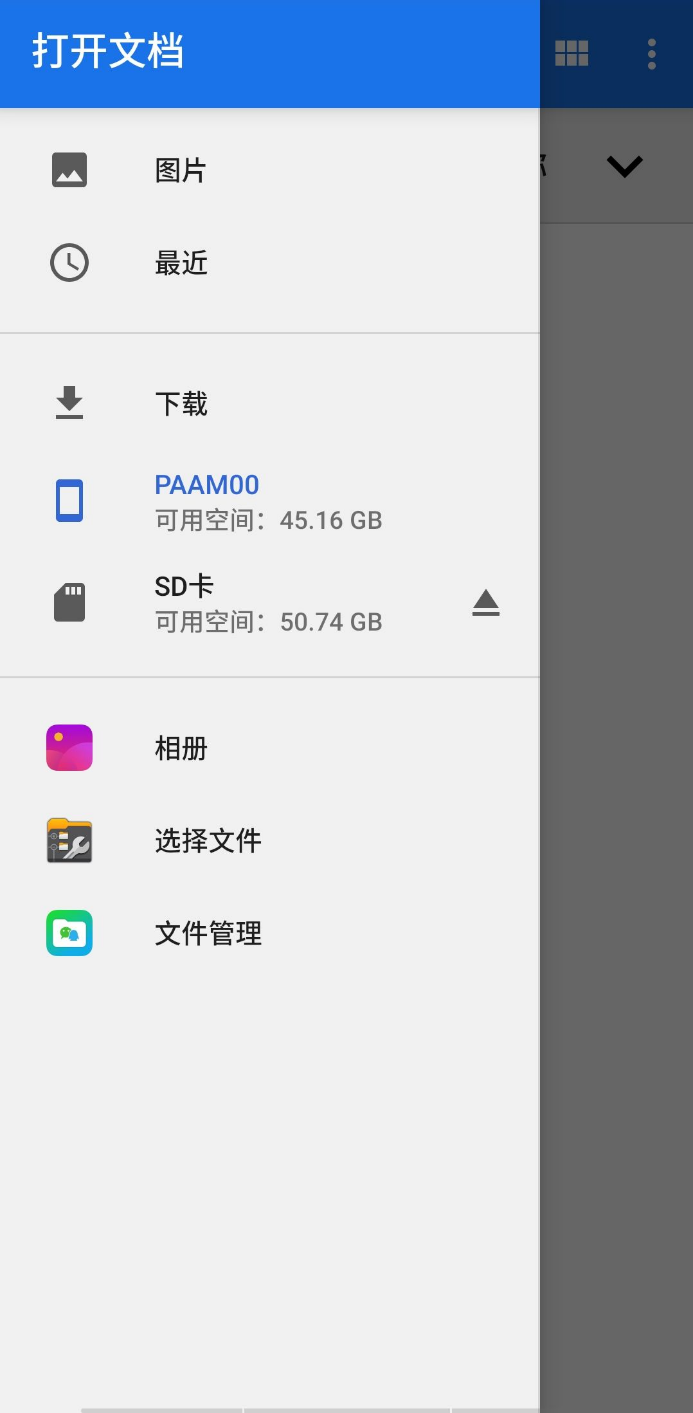 打开文档
图片
最近
下载
PAAM00
可用空间：45.16 GB
SD卡
可用空间：50.74 GB
相册
选择文件
文件管理